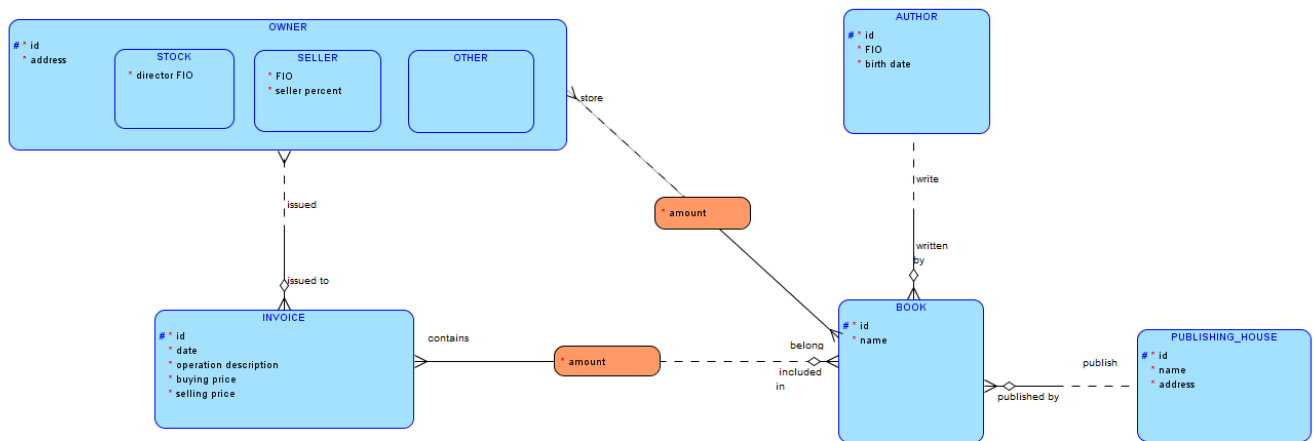 OWNER
# * id
* address
STOCK
* director FIO
SELLER
* FIO
* seller percent
OTHER
AUTHOR
# * id
* FIO
* birth date
store
issued
issued to
* amount
write
written
by
INVOICE
# * id
* date
* operation description
* buying price
* selling price
contains
* amount
belong
included
in
BOOK
# * id
* name
publish
published by
PUBLISHING_HOUSE
# * id
* name
* address